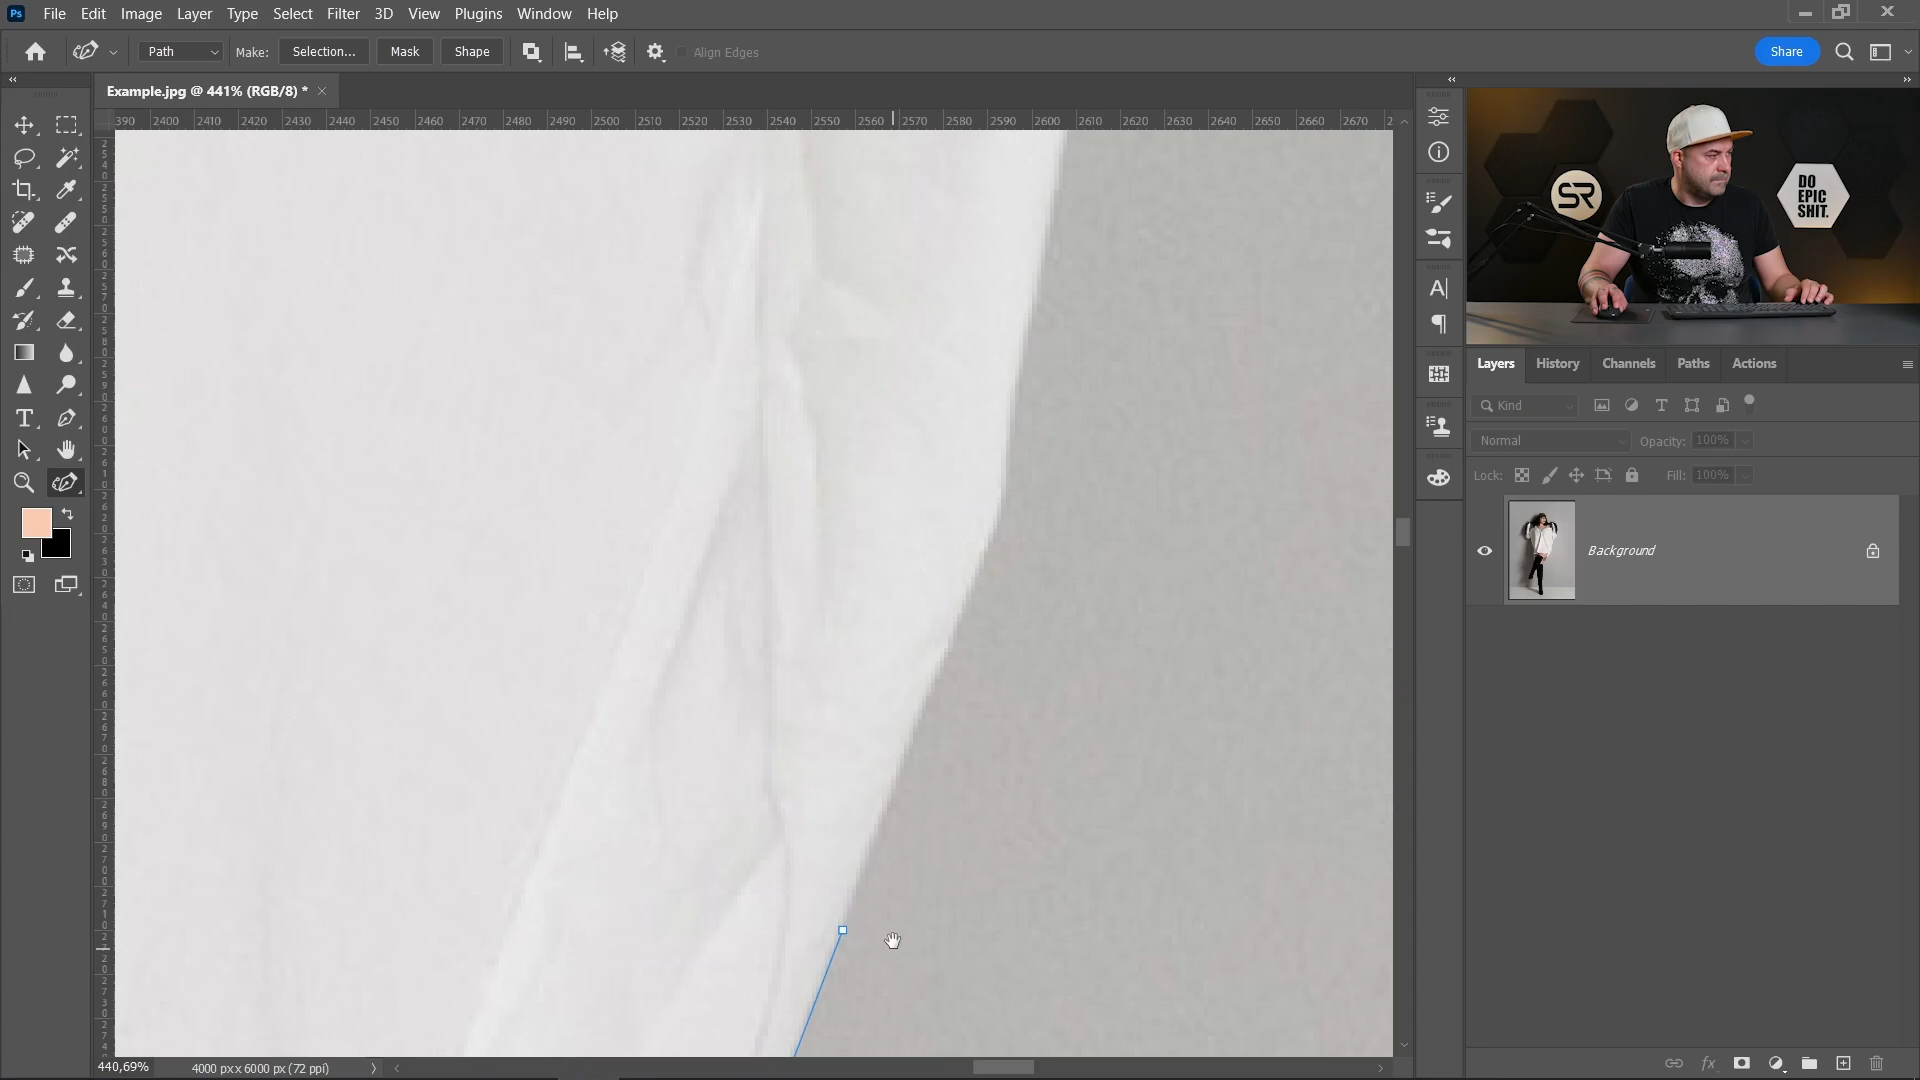 Ps File Edit Image Layer Type Select Filter 3D View Plugins Window Help
Path Make: Selection... Mask Shape Align Edges Share
Example.jpg @ 441% (RGB/8) *
390 2400 2410 2420 2430 2440 2450 2460 2470 2480 2490 2500 2510 2520 2530 2540 2550 2560 2570 2580 2590 2600 2610 2620 2630 2640 2650 2660 2670 2
SR
DO
EPIC
SHIT.
Layers History Channels Paths Actions
Kind
Normal Opacity: 100%
Lock: Fill: 100%
Background
440,69% 4000 px x 6000 px (72 ppi)
fx